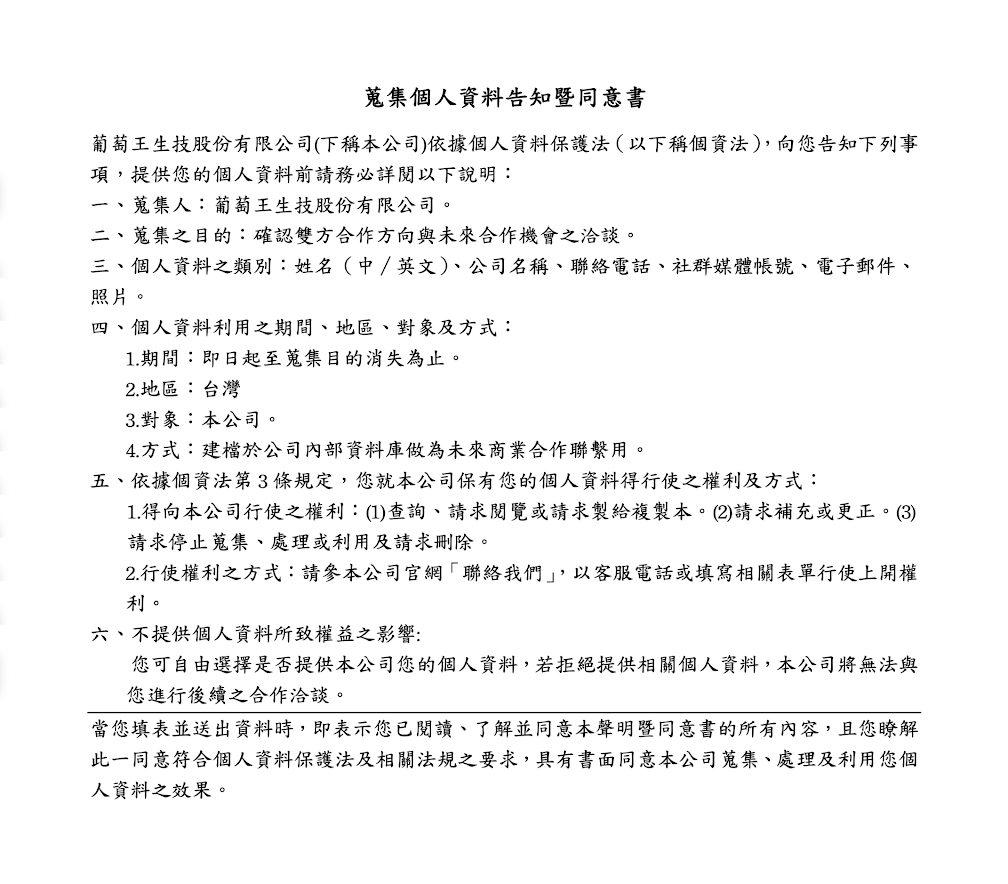 蒐集個人資料告知暨同意書
葡萄王生技股份有限公司(下稱本公司)依據個人資料保護法（以下稱個資法），向您告知下列事
項，提供您的個人資料前請務必詳閱以下說明：
一、蒐集人：葡萄王生技股份有限公司。
二、蒐集之目的：確認雙方合作方向與未來合作機會之洽談。
三、個人資料之類別：姓名（中／英文）、公司名稱、聯絡電話、社群媒體帳號、電子郵件、
照片。
四、個人資料利用之期間、地區、對象及方式：
1.期間：即日起至蒐集目的消失為止。
2.地區：台灣
3.對象：本公司。
4.方式：建檔於公司內部資料庫做為未來商業合作聯繫用。
五、依據個資法第 3 條規定，您就本公司保有您的個人資料得行使之權利及方式：
1.得向本公司行使之權利：(1)查詢、請求閱覽或請求製給複製本。(2)請求補充或更正。(3)
請求停止蒐集、處理或利用及請求刪除。
2.行使權利之方式：請參本公司官網「聯絡我們」，以客服電話或填寫相關表單行使上開權
利。
六、不提供個人資料所致權益之影響:
您可自由選擇是否提供本公司您的個人資料，若拒絕提供相關個人資料，本公司將無法與
您進行後續之合作洽談。
當您填表並送出資料時，即表示您已閱讀、了解並同意本聲明暨同意書的所有內容，且您瞭解
此一同意符合個人資料保護法及相關法規之要求，具有書面同意本公司蒐集、處理及利用您個
人資料之效果。